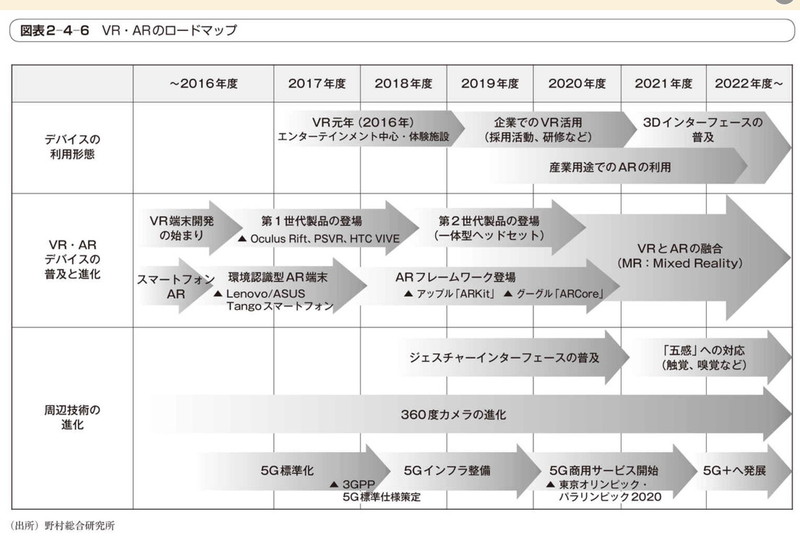 図表2-4-6 VR・ARのロードマップ
～2016年度
2017年度
2018年度
2019年度
2020年度
2021年度
2022年度～
デバイスの
利用形態
VR元年（2016年）
エンターテインメント中心・体験施設
企業でのVR活用
（採用活動、研修など）
3Dインターフェースの
普及
産業用途でのARの利用
VR・AR
デバイスの
普及と進化
VR端末開発
の始まり
第1世代製品の登場
▲ Oculus Rift、PSVR、HTC VIVE
第2世代製品の登場
（一体型ヘッドセット）
VRとARの融合
（MR：Mixed Reality）
スマートフォン
AR
環境認識型AR端末
▲ Lenovo/ASUS
Tangoスマートフォン
ARフレームワーク登場
▲ アップル「ARKit」 ▲ グーグル「ARCore」
周辺技術の
進化
ジェスチャーインターフェースの普及
「五感」への対応
（触覚、嗅覚など）
360度カメラの進化
5G標準化
▲ 3GPP
5G標準仕様策定
5Gインフラ整備
5G商用サービス開始
▲ 東京オリンピック・
パラリンピック2020
5G＋へ発展
（出所）野村総合研究所